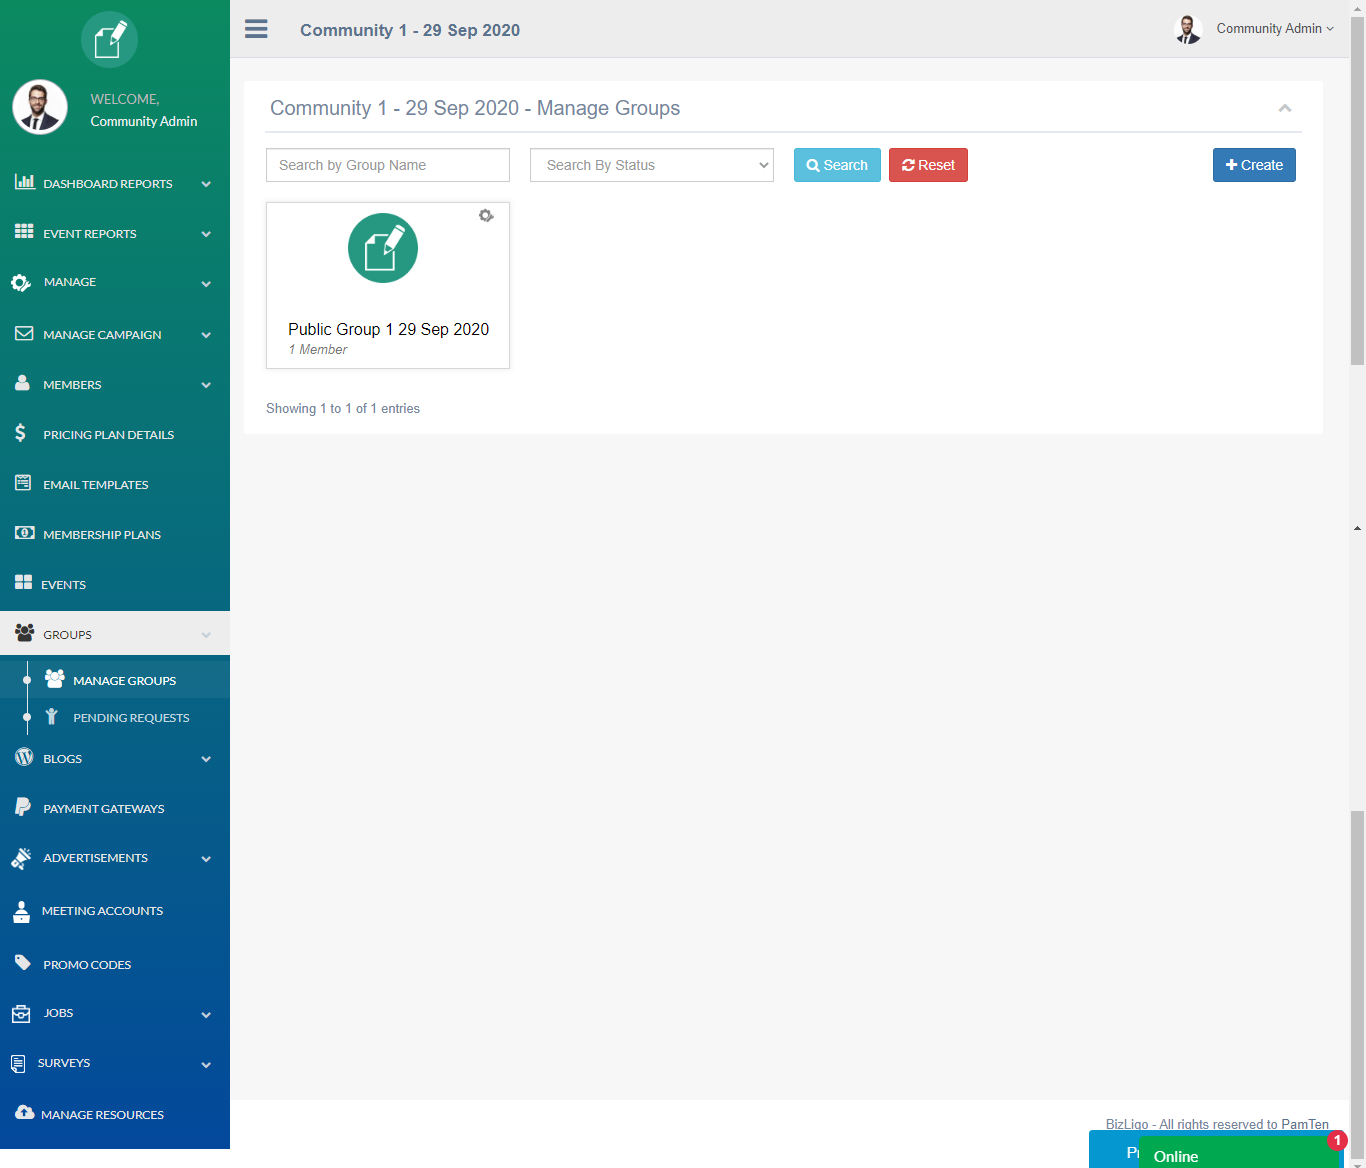 Community 1 - 29 Sep 2020
Community Admin
WELCOME,
Community Admin
DASHBOARD REPORTS
EVENT REPORTS
MANAGE
MANAGE CAMPAIGN
MEMBERS
PRICING PLAN DETAILS
EMAIL TEMPLATES
MEMBERSHIP PLANS
EVENTS
GROUPS
MANAGE GROUPS
PENDING REQUESTS
BLOGS
PAYMENT GATEWAYS
ADVERTISEMENTS
MEETING ACCOUNTS
PROMO CODES
JOBS
SURVEYS
MANAGE RESOURCES
Community 1 - 29 Sep 2020 - Manage Groups
Search by Group Name
Search By Status
Search
Reset
Create
Public Group 1 29 Sep 2020
1 Member
Showing 1 to 1 of 1 entries
BizLigo - All rights reserved to PamTen
1
Online